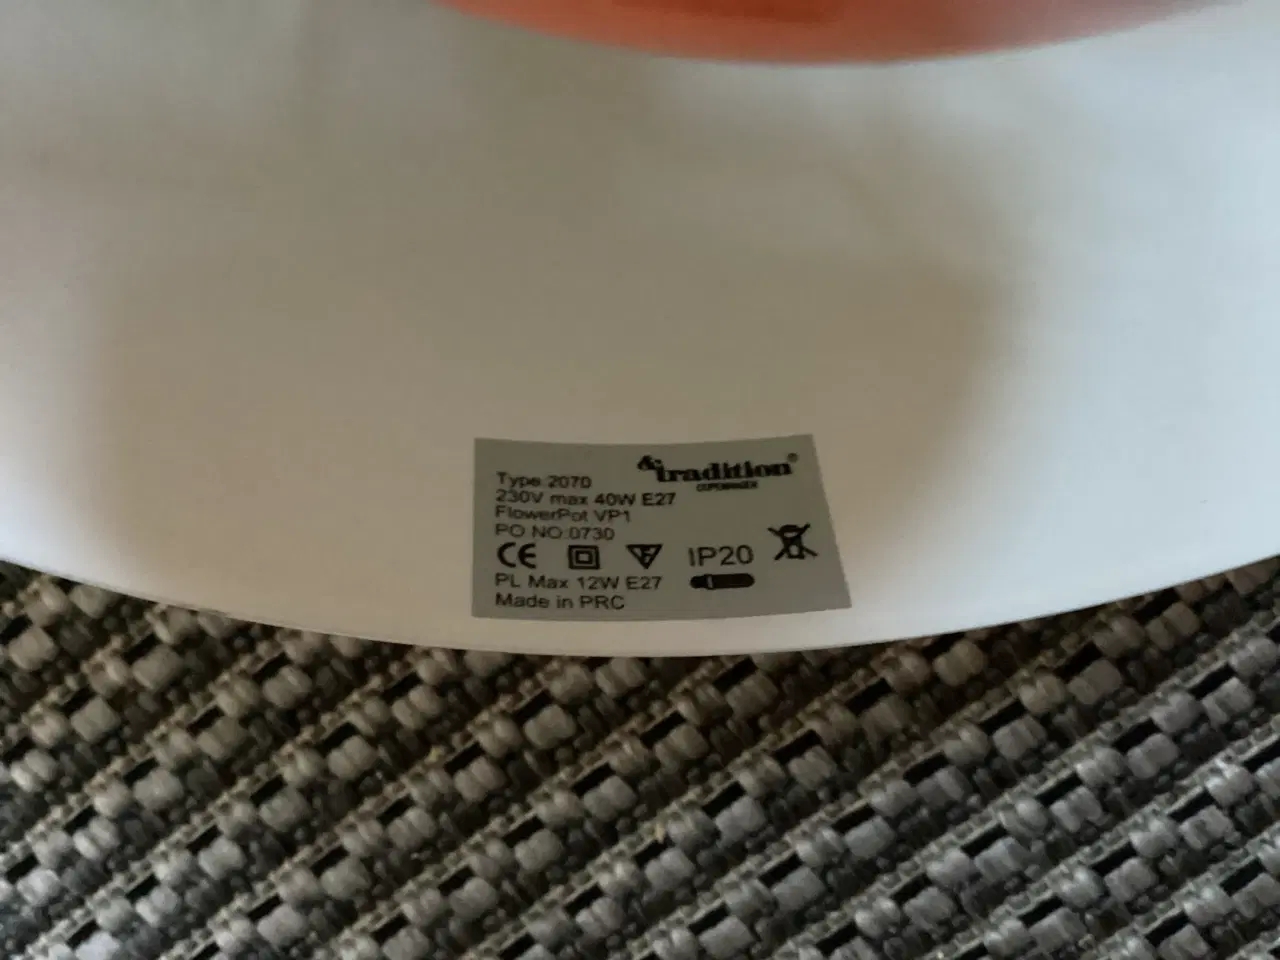 &tradition®
COPENHAGEN
Type:2070
230V max 40W E27
FlowerPot VP1
PO NO:0730
CE IP20
PL Max 12W E27
Made in PRC